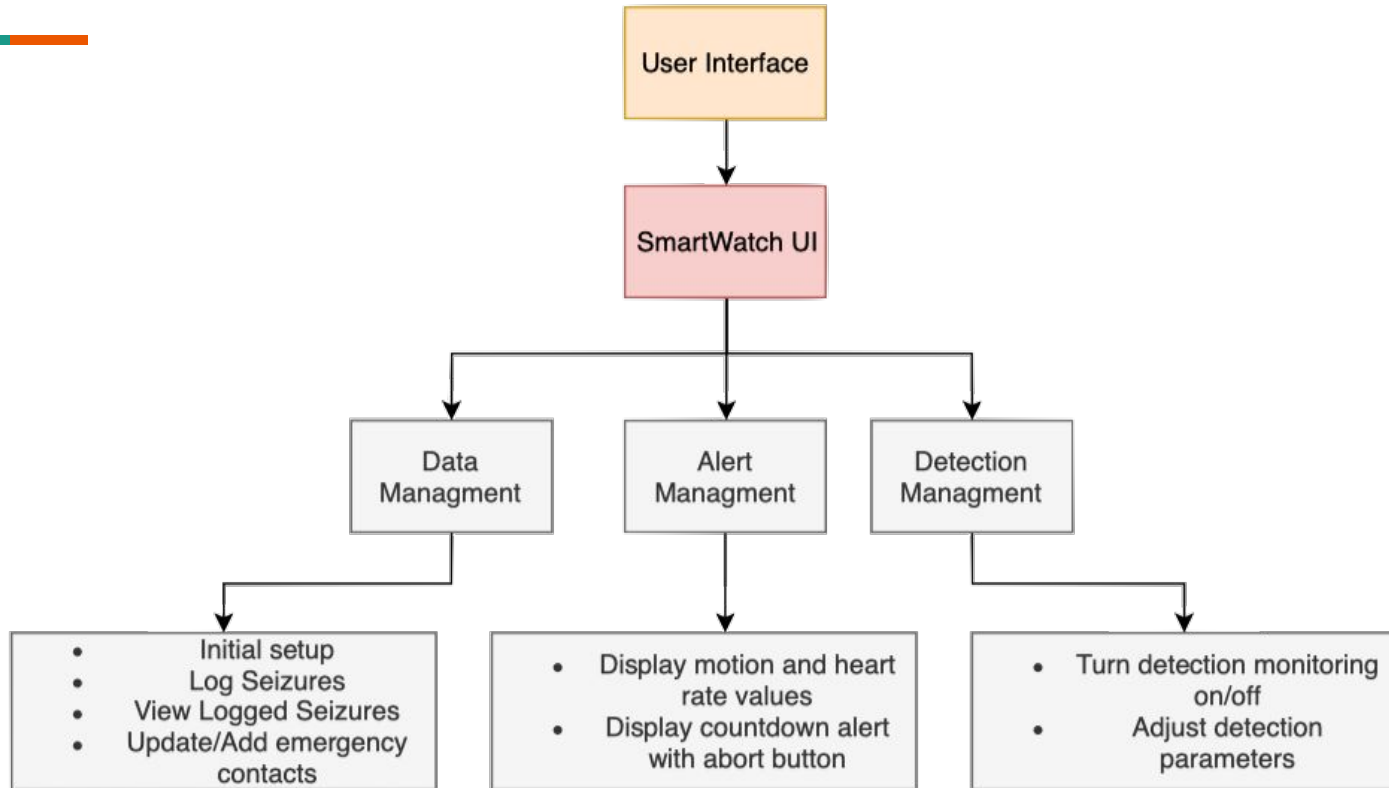 User Interface
SmartWatch UI
Data
Managment
Alert
Managment
Detection
Managment
• Initial setup
• Log Seizures
• View Logged Seizures
• Update/Add emergency
contacts
• Display motion and heart
rate values
• Display countdown alert
with abort button
• Turn detection monitoring
on/off
• Adjust detection
parameters